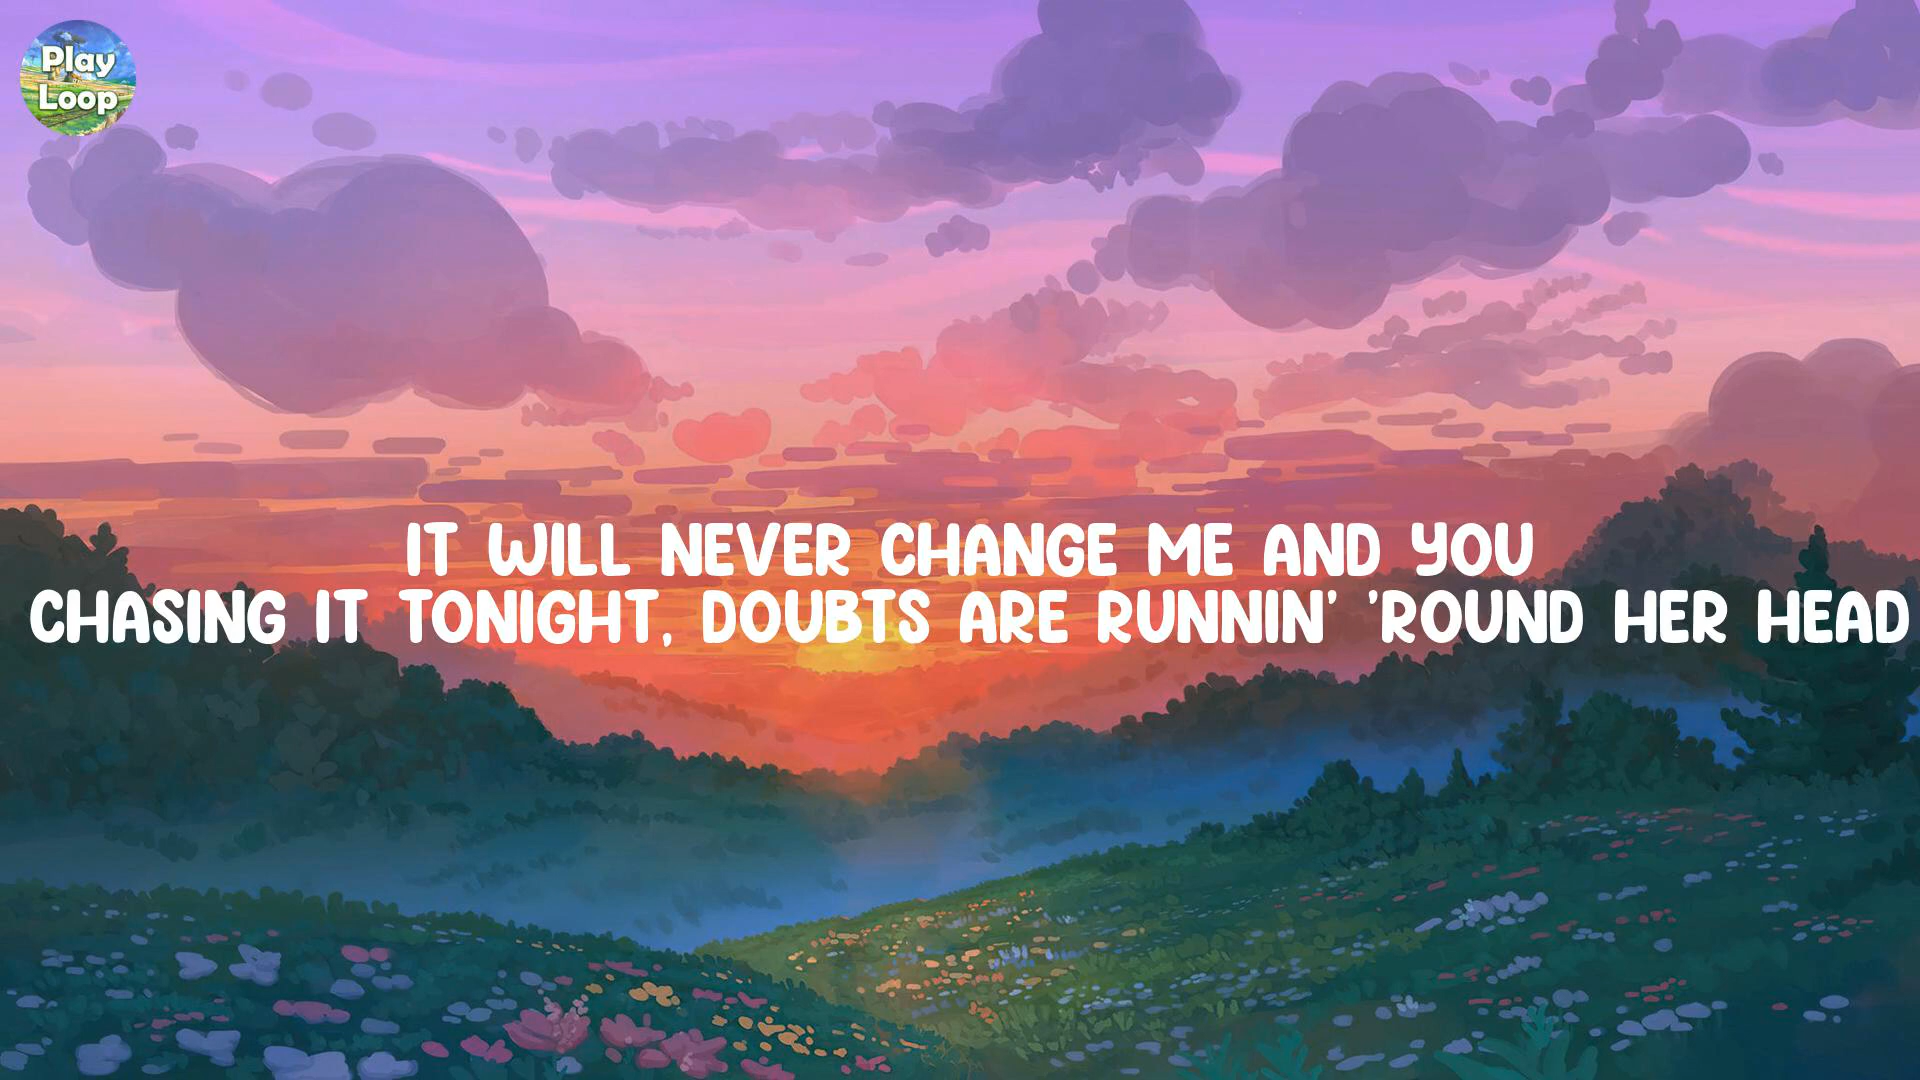 Play
Loop
IT WILL NEVER CHANGE ME AND YOU
CHASING IT TONIGHT, DOUBTS ARE RUNNIN' 'ROUND HER HEAD